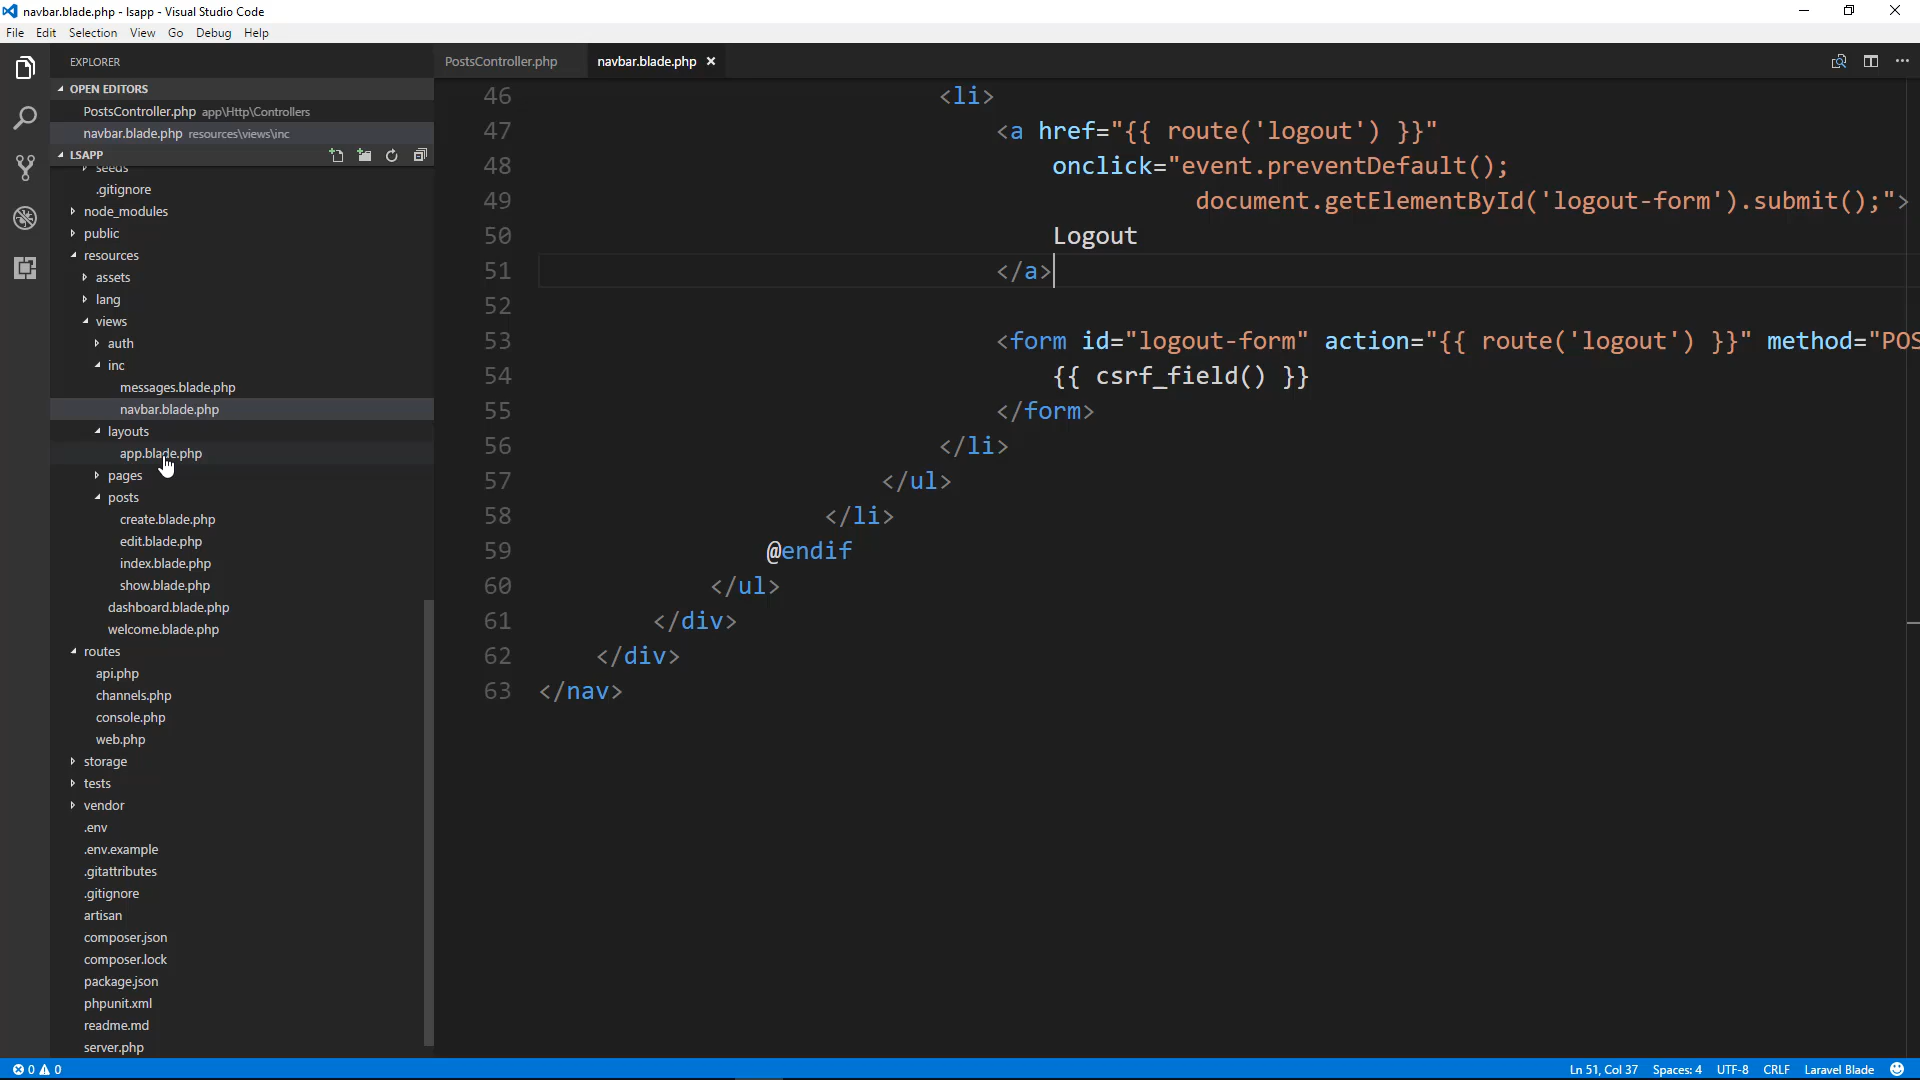 navbar.blade.php - lsapp - Visual Studio Code
File Edit Selection View Go Debug Help
EXPLORER
OPEN EDITORS
PostsController.php app\Http\Controllers
navbar.blade.php resources\views\inc
LSAPP
seeds
.gitignore
node_modules
public
resources
assets
lang
views
auth
inc
messages.blade.php
navbar.blade.php
layouts
app.blade.php
pages
posts
create.blade.php
edit.blade.php
index.blade.php
show.blade.php
dashboard.blade.php
welcome.blade.php
routes
api.php
channels.php
console.php
web.php
storage
tests
vendor
.env
.env.example
.gitattributes
.gitignore
artisan
composer.json
composer.lock
package.json
phpunit.xml
readme.md
server.php
PostsController.php navbar.blade.php
46 <li>
47 <a href="{{ route('logout') }}"
48 onclick="event.preventDefault();
49 document.getElementById('logout-form').submit();">
50 Logout
51 </a>
52
53 <form id="logout-form" action="{{ route('logout') }}" method="POS
54 {{ csrf_field() }}
55 </form>
56 </li>
57 </ul>
58 </li>
59 @endif
60 </ul>
61 </div>
62 </div>
63 </nav>
0 0
Ln 51, Col 37 Spaces: 4 UTF-8 CRLF Laravel Blade